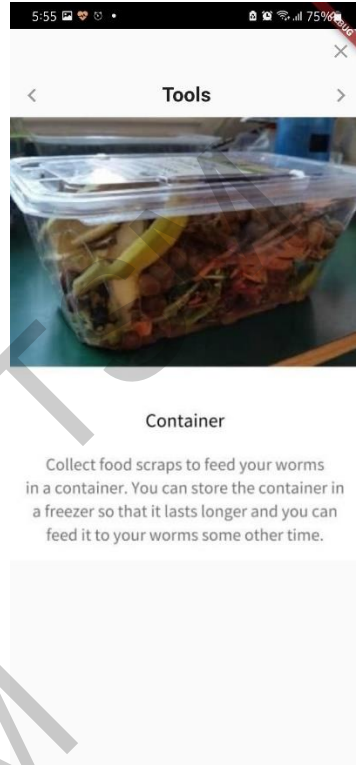 5:55
75%
DEBUG
Tools
Container
Collect food scraps to feed your worms
in a container. You can store the container in
a freezer so that it lasts longer and you can
feed it to your worms some other time.